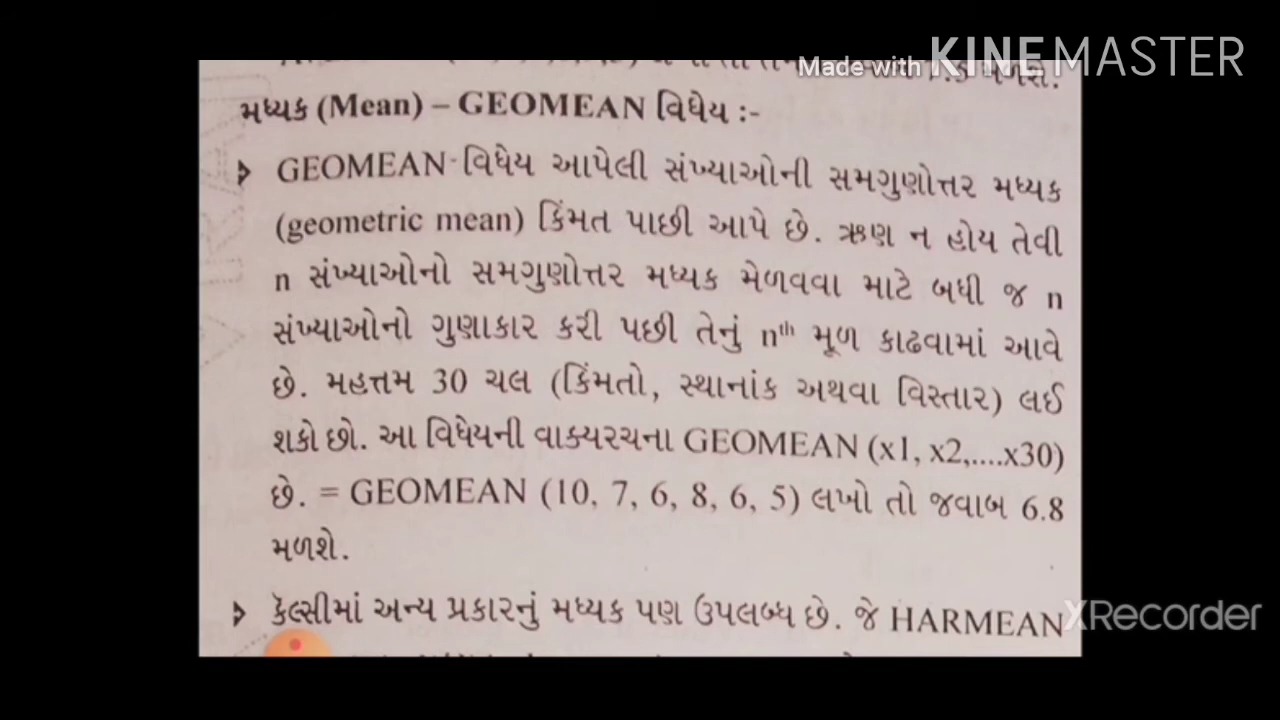 Made with KINEMASTER
મધ્યક (Mean) – GEOMEAN વિધેય :-
GEOMEAN વિધેય આપેલી સંખ્યાઓની સમગુણોત્તર મધ્યક
(geometric mean) કિંમત પાછી આપે છે. ઋણ ન હોય તેવી
n સંખ્યાઓનો સમગુણોત્તર મધ્યક મેળવવા માટે બધી જ n
સંખ્યાઓનો ગુણાકાર કરી પછી તેનું nth મૂળ કાઢવામાં આવે
છે. મહત્તમ 30 ચલ (કિંમતો, સ્થાનાંક અથવા વિસ્તાર) લઈ
શકો છો. આ વિધેયની વાક્યરચના GEOMEAN (x1, x2,....x30)
છે. = GEOMEAN (10, 7, 6, 8, 6, 5) લખો તો જવાબ 6.8
મળશે.
કૅલ્સીમાં અન્ય પ્રકારનું મધ્યક પણ ઉપલબ્ધ છે. જે HARMEAN
XRecorder